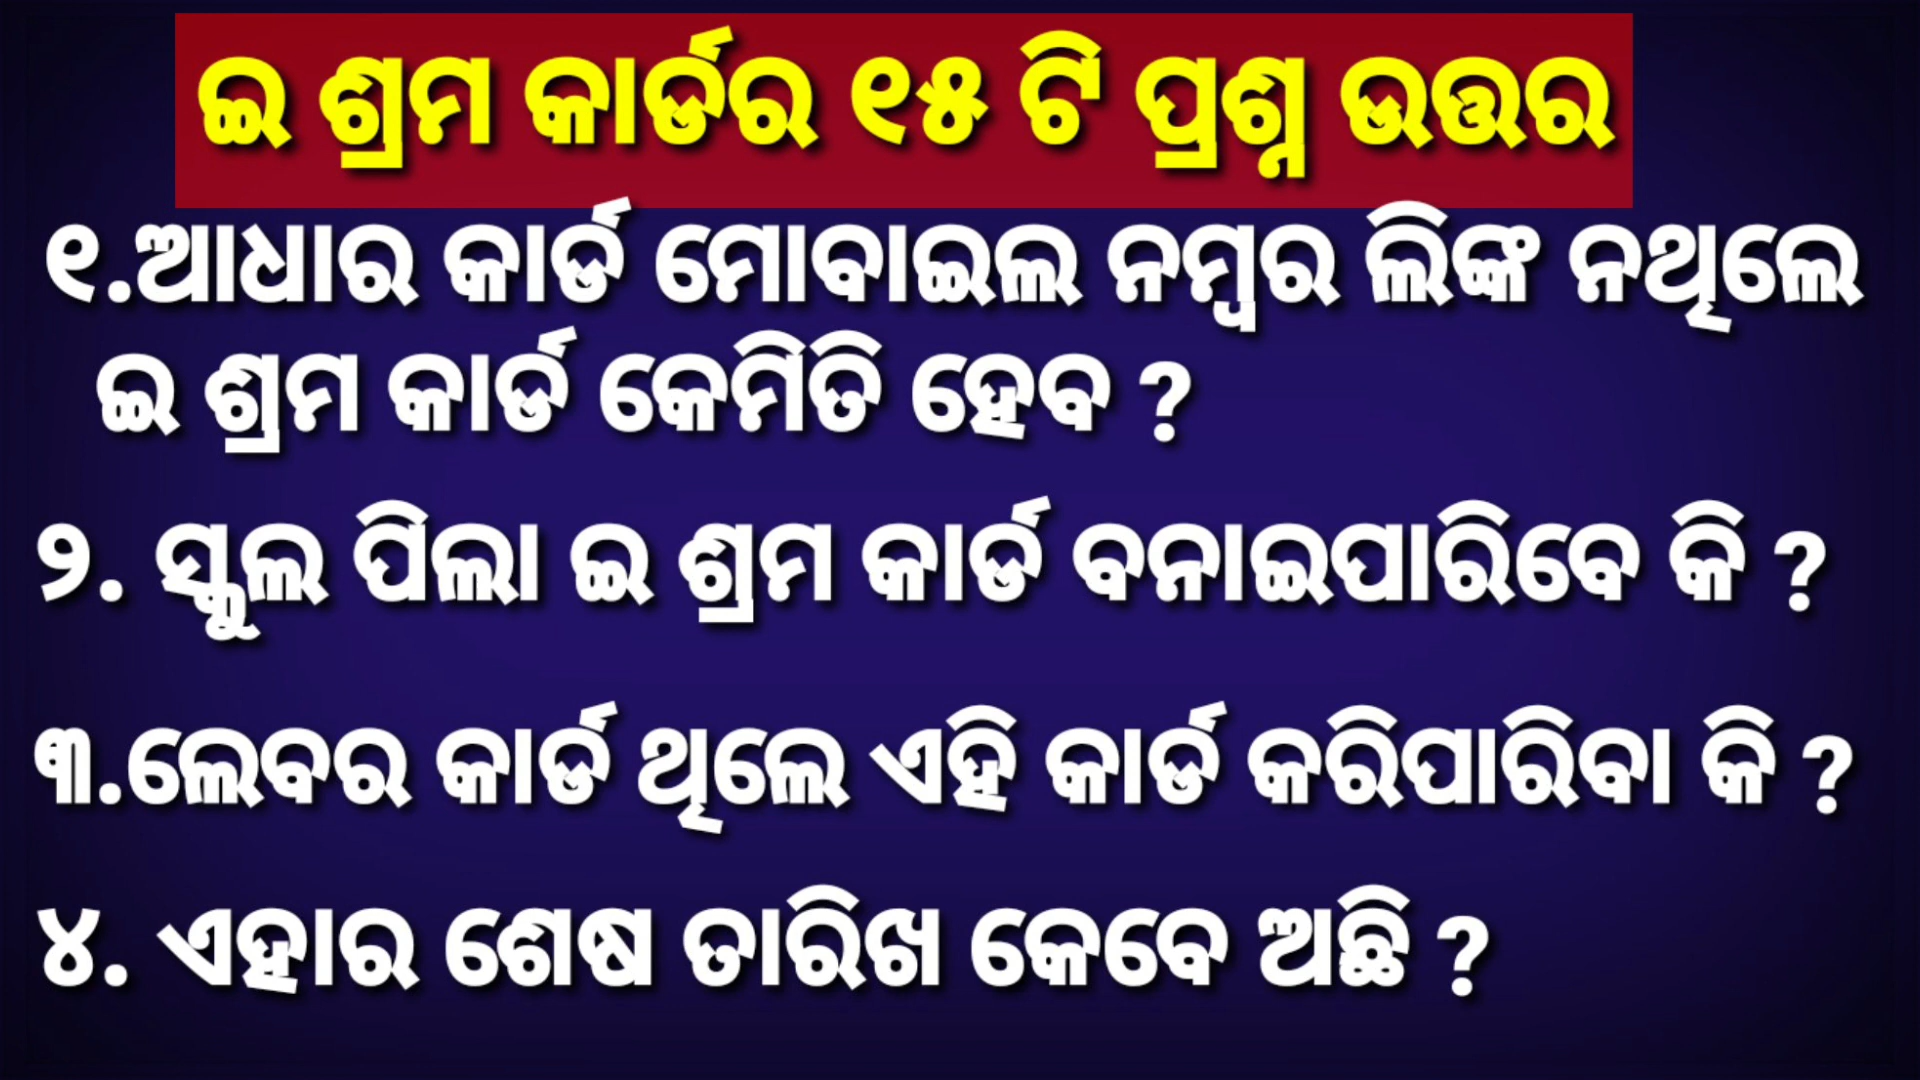 ଇ ଶ୍ରମ କାର୍ଡର ୧୫ ଟି ପ୍ରଶ୍ନ ଉତ୍ତର
୧.ଆଧାର କାର୍ଡ ମୋବାଇଲ ନମ୍ବର ଲିଙ୍କ ନଥିଲେ
ଇ ଶ୍ରମ କାର୍ଡ କେମିତି ହେବ ?
୨. ସ୍କୁଲ ପିଲା ଇ ଶ୍ରମ କାର୍ଡ ବନାଇପାରିବେ କି ?
୩.ଲେବର କାର୍ଡ ଥିଲେ ଏହି କାର୍ଡ କରିପାରିବା କି ?
୪. ଏହାର ଶେଷ ତାରିଖ କେବେ ଅଛି ?